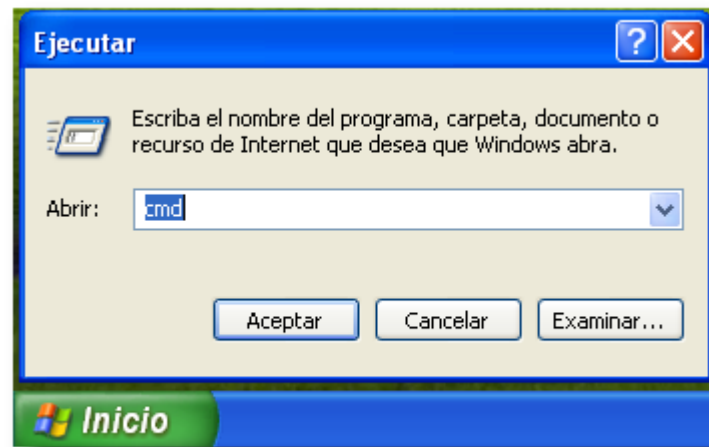 Ejecutar
Escriba el nombre del programa, carpeta, documento o
recurso de Internet que desea que Windows abra.
Abrir:
cmd
Aceptar
Cancelar
Examinar...
Inicio